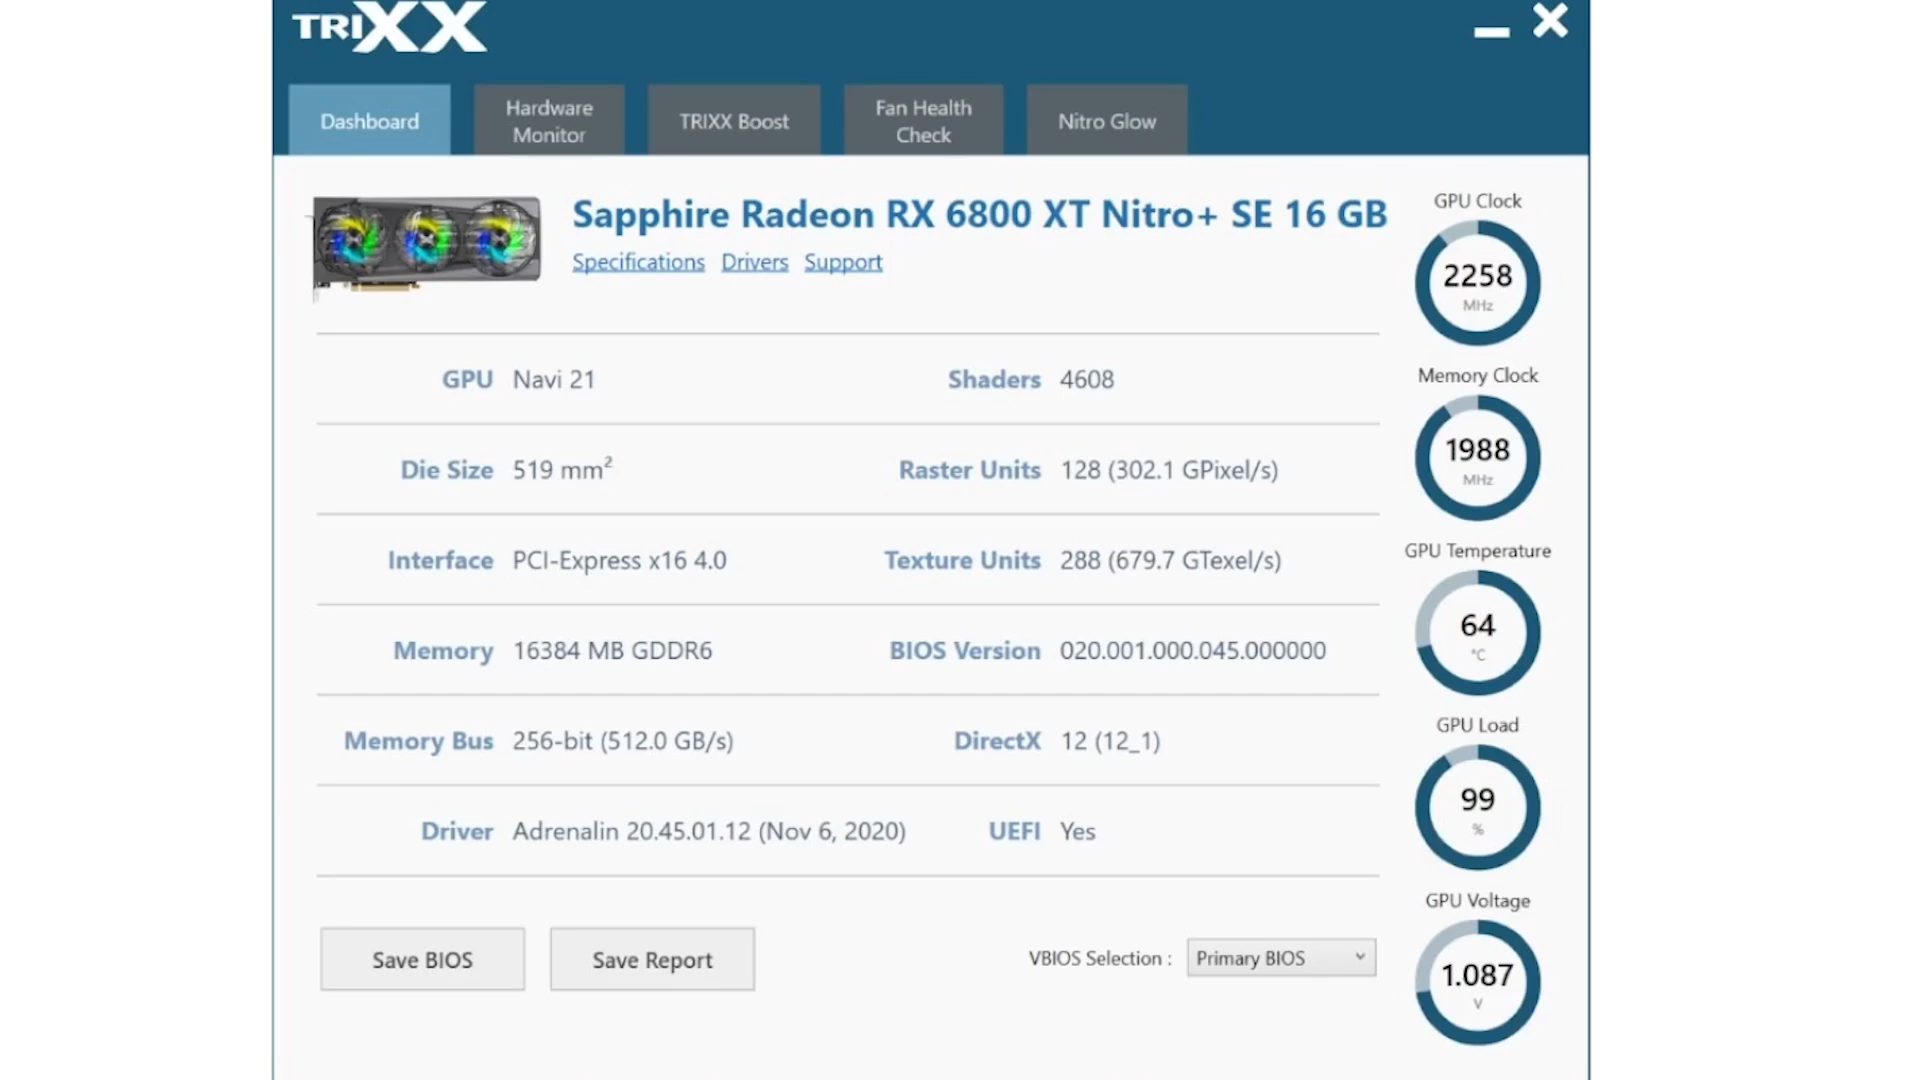 TRIXX
Dashboard
Hardware
Monitor
TRIXX Boost
Fan Health
Check
Nitro Glow
Sapphire Radeon RX 6800 XT Nitro+ SE 16 GB
Specifications Drivers Support
GPU Navi 21
Shaders 4608
Die Size 519 mm²
Raster Units 128 (302.1 GPixel/s)
Interface PCI-Express x16 4.0
Texture Units 288 (679.7 GTexel/s)
Memory 16384 MB GDDR6
BIOS Version 020.001.000.045.000000
Memory Bus 256-bit (512.0 GB/s)
DirectX 12 (12_1)
Driver Adrenalin 20.45.01.12 (Nov 6, 2020)
UEFI Yes
Save BIOS
Save Report
VBIOS Selection :
Primary BIOS
GPU Clock
2258
MHz
Memory Clock
1988
MHz
GPU Temperature
64
°C
GPU Load
99
%
GPU Voltage
1.087
V